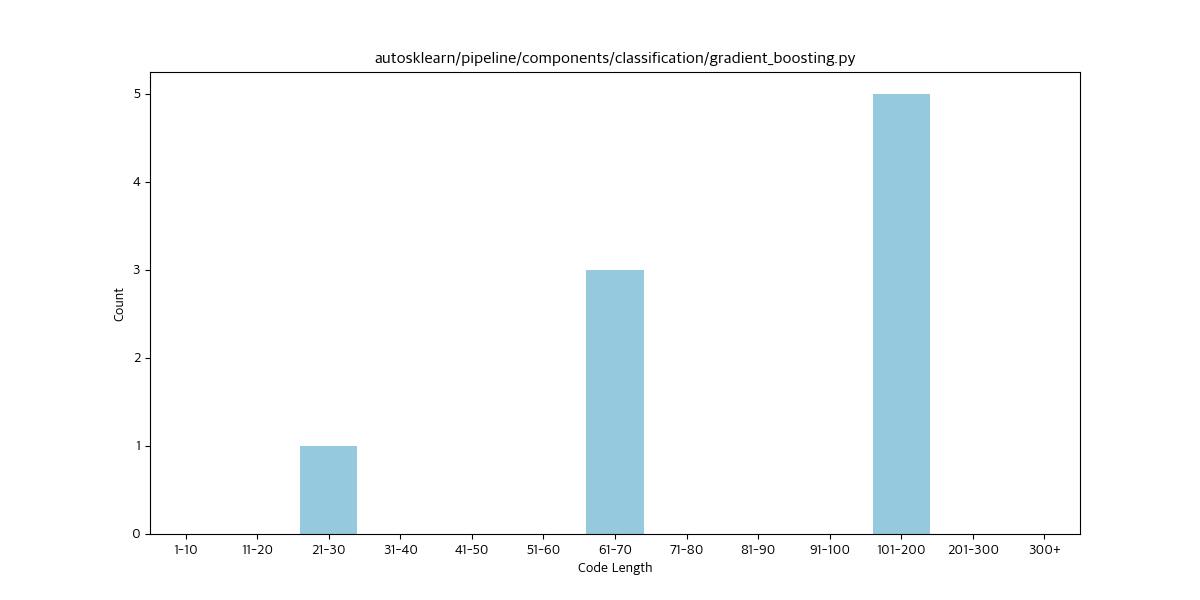 autosklearn/pipeline/components/classification/gradient_boosting.py
5
4
3
2
1
0
Count
1-10 11-20 21-30 31-40 41-50 51-60 61-70 71-80 81-90 91-100 101-200 201-300 300+
Code Length